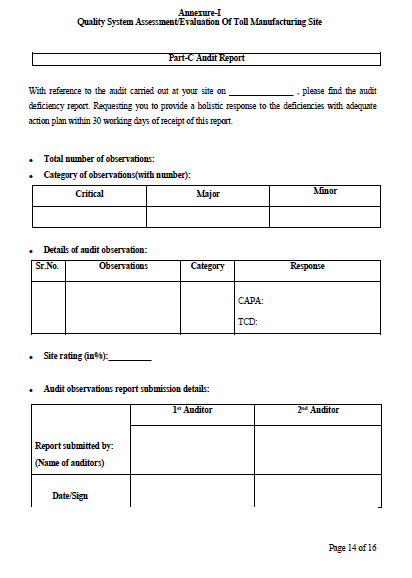 Annexure-I
Quality System Assessment/Evaluation Of Toll Manufacturing Site
Part-C Audit Report
With reference to the audit carried out at your site on _______________ , please find the audit
deficiency report. Requesting you to provide a holistic response to the deficiencies with adequate
action plan within 30 working days of receipt of this report.
• Total number of observations:
• Category of observations(with number):
Critical Major Minor
• Details of audit observation:
Sr.No. Observations Category Response
CAPA:
TCD:
• Site rating (in%):__________
• Audit observations report submission details:
1st Auditor 2nd Auditor
Report submitted by:
(Name of auditors)
Date/Sign
Page 14 of 16